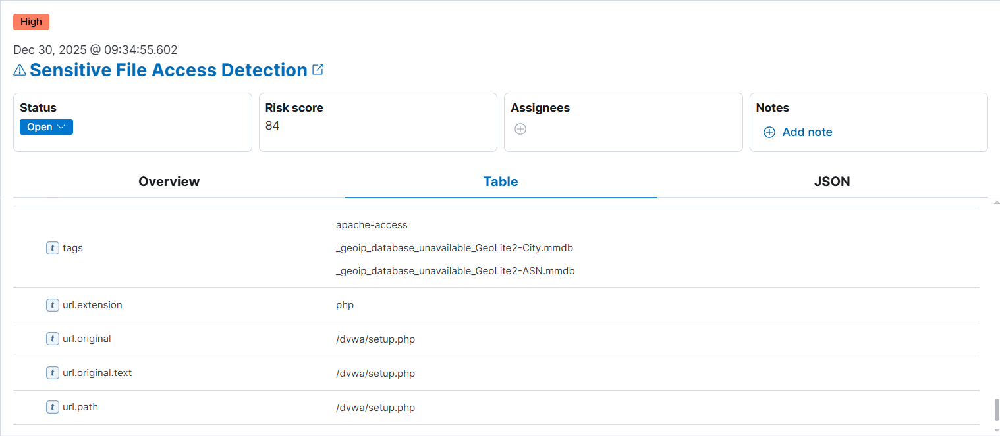 High
Dec 30, 2025 @ 09:34:55.602
Sensitive File Access Detection
Status
Open
Risk score
84
Assignees
Notes
Add note
Overview
Table
JSON
t tags
apache-access
_geoip_database_unavailable_GeoLite2-City.mmdb
_geoip_database_unavailable_GeoLite2-ASN.mmdb
t url.extension php
t url.original /dvwa/setup.php
t url.original.text /dvwa/setup.php
t url.path /dvwa/setup.php